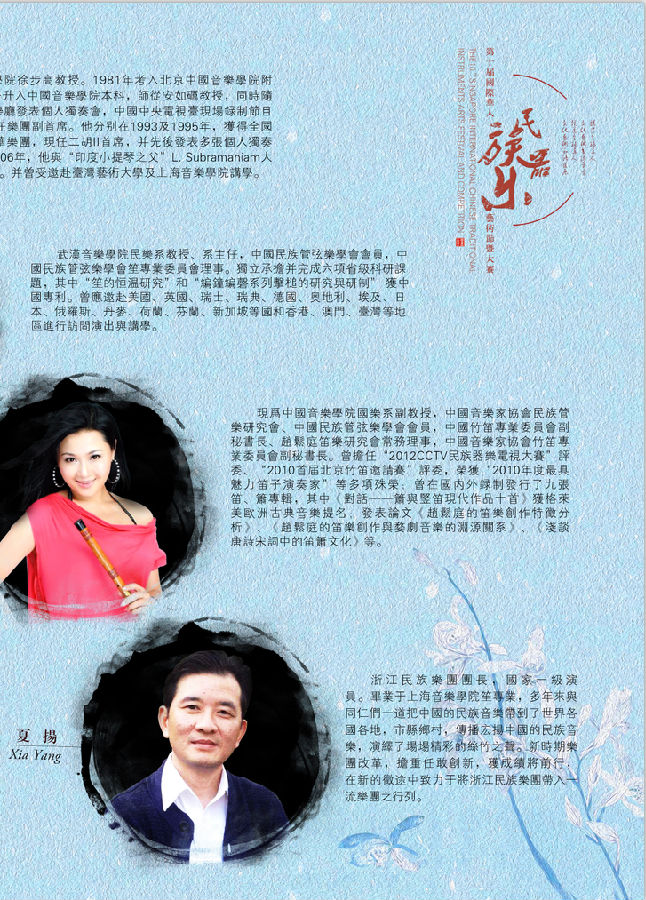 學院徐步高教授。1981年考入北京中國音樂學院附
升入中國音樂學院本科，師從安如礪教授，同時隨
樂廳發表個人獨奏會，中國中央電視臺現場錄制節目
任樂團副首席。他分别在1993及1995年，獲得全國
華樂團，現任二胡II首席，并先後發表多張個人獨奏
06年，他與“印度小提琴之父”L. Subramaniam人
。并曾受邀赴臺灣藝術大學及上海音樂學院講學。
第一届國際華人
民族器樂
藝術節暨大賽
THE 1ST SINGAPORE INTERNATIONAL CHINESE TRADITIONAL
INSTRUMENTS ARTS FESTIVAL AND COMPETITION
武漢音樂學院民樂系教授、系主任，中國民族管弦樂學會會員，中
國民族管弦樂學會笙專業委員會理事。獨立承擔并完成六項省級科研課
題，其中“笙的恒温研究”和“編鐘編磬系列擊槌的研究與研制”獲中
國專利。曾應邀赴美國、英國、瑞士、瑞典、德國、奥地利、埃及、日
本、俄羅斯、丹麥、荷蘭、芬蘭、新加坡等國和香港、澳門、臺灣等地
區進行訪問演出與講學。
現爲中國音樂學院國樂系副教授，中國音樂家協會民族管
樂研究會、中國民族管弦樂學會會員，中國竹笛專業委員會副
秘書長、趙鬆庭笛樂研究會常務理事，中國音樂家協會竹笛專
業委員會副秘書長。曾擔任“2012CCTV民族器樂電視大賽”評
委、“2010首届北京竹笛邀請賽”評委，榮獲“2010年度最具
魅力笛子演奏家”等多項殊榮；曾在國内外録制發行了九張
笛、簫專輯，其中《對話——簫與竪笛現代作品十首》獲格萊
美歐洲古典音樂提名；發表論文《趙鬆庭的笛樂創作特徵分
析》、《趙鬆庭的笛樂創作與婺劇音樂的淵源關系》、《淺談
唐詩宋詞中的笛簫文化》等。
夏 揚
Xia Yang
浙江民族樂團團長，國家一級演
員。畢業于上海音樂學院笙專業，多年來與
同仁們一道把中國的民族音樂帶到了世界各
國各地，市縣鄉村，傳播宏揚中國的民族音
樂，演繹了場場精彩的絲竹之聲。新時期樂
團改革，擔重任敢創新，獲成績將前行，
在新的徵途中致力于將浙江民族樂團帶入一
流樂團之行列。